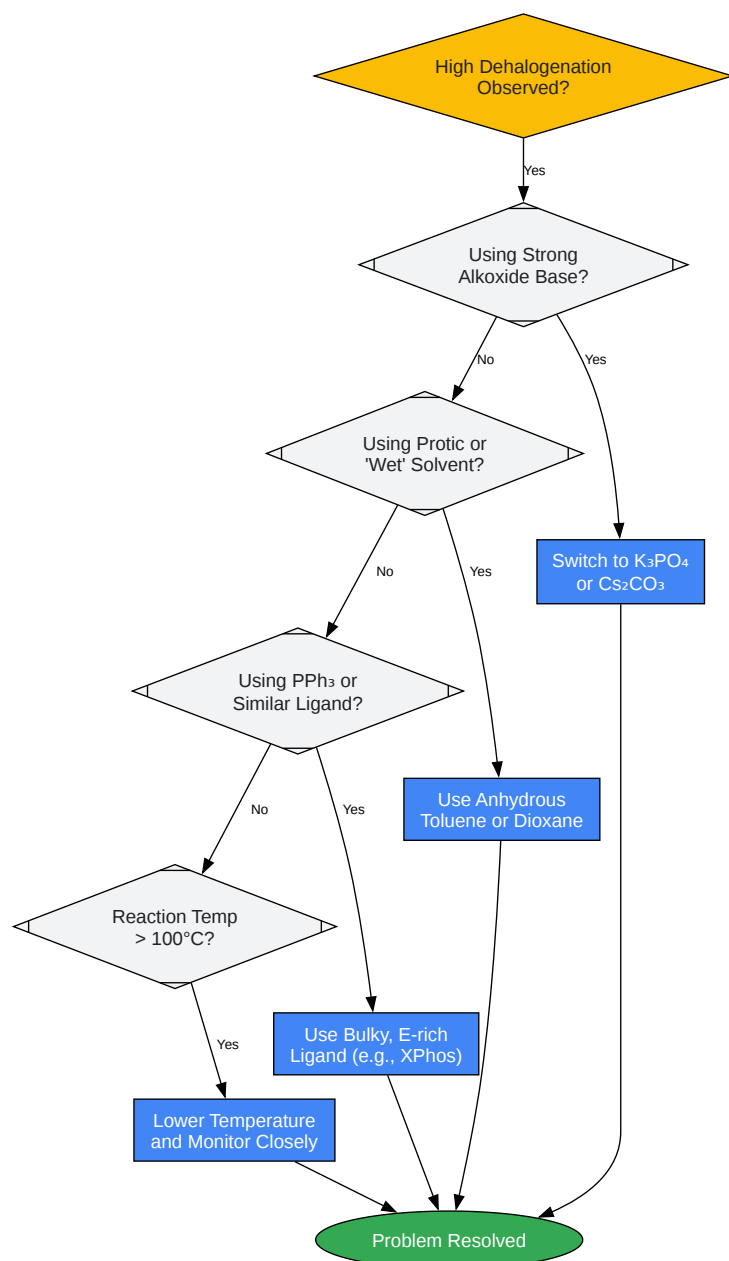 High Dehalogenation
Observed?
Yes
Using Strong
Alkoxide Base?
No
Yes
Using Protic or
'Wet' Solvent?
Switch to K₃PO₄
or Cs₂CO₃
No
Yes
Using PPh₃ or
Similar Ligand?
Use Anhydrous
Toluene or Dioxane
No
Yes
Reaction Temp
> 100°C?
Use Bulky, E-rich
Ligand (e.g., XPhos)
Yes
Lower Temperature
and Monitor Closely
Problem Resolved